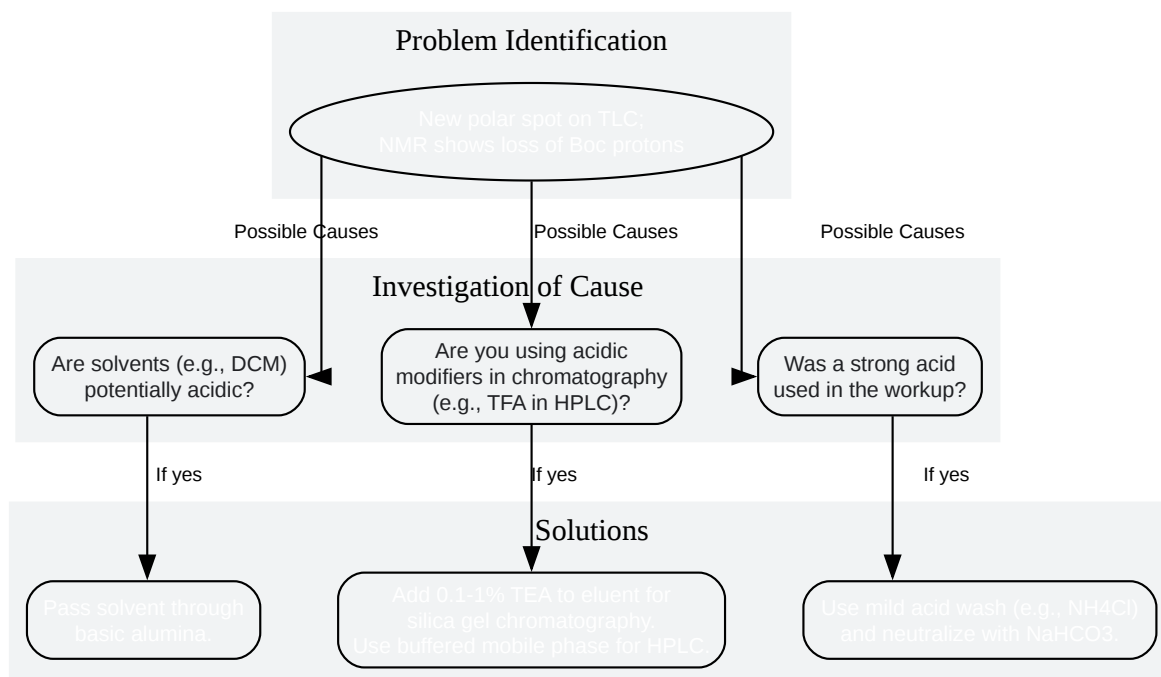 Problem Identification
New polar spot on TLC;
NMR shows loss of Boc protons
Possible Causes
Possible Causes
Possible Causes
Investigation of Cause
Are solvents (e.g., DCM)
potentially acidic?
Are you using acidic
modifiers in chromatography
(e.g., TFA in HPLC)?
Was a strong acid
used in the workup?
If yes
If yes
If yes
Solutions
Pass solvent through
basic alumina.
Add 0.1-1% TEA to eluent for
silica gel chromatography.
Use buffered mobile phase for HPLC.
Use mild acid wash (e.g., NH4Cl)
and neutralize with NaHCO3.